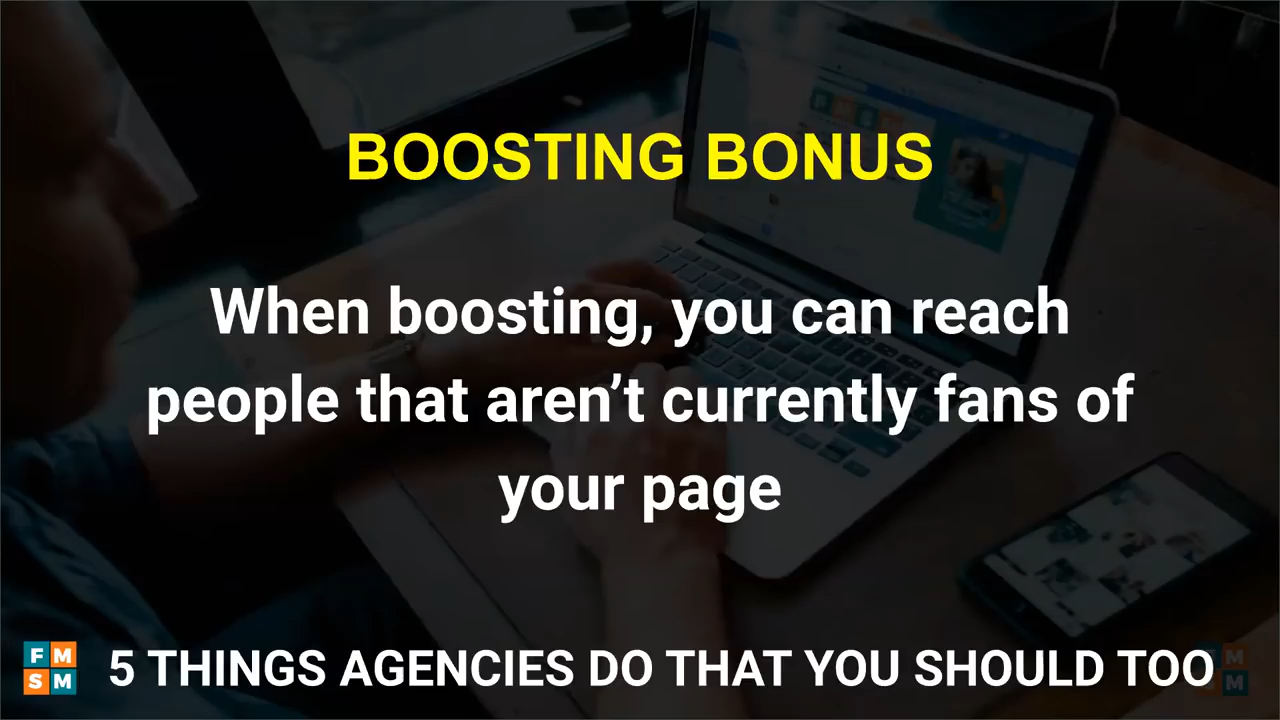 BOOSTING BONUS
When boosting, you can reach
people that aren’t currently fans of
your page
5 THINGS AGENCIES DO THAT YOU SHOULD TOO
F M
S M